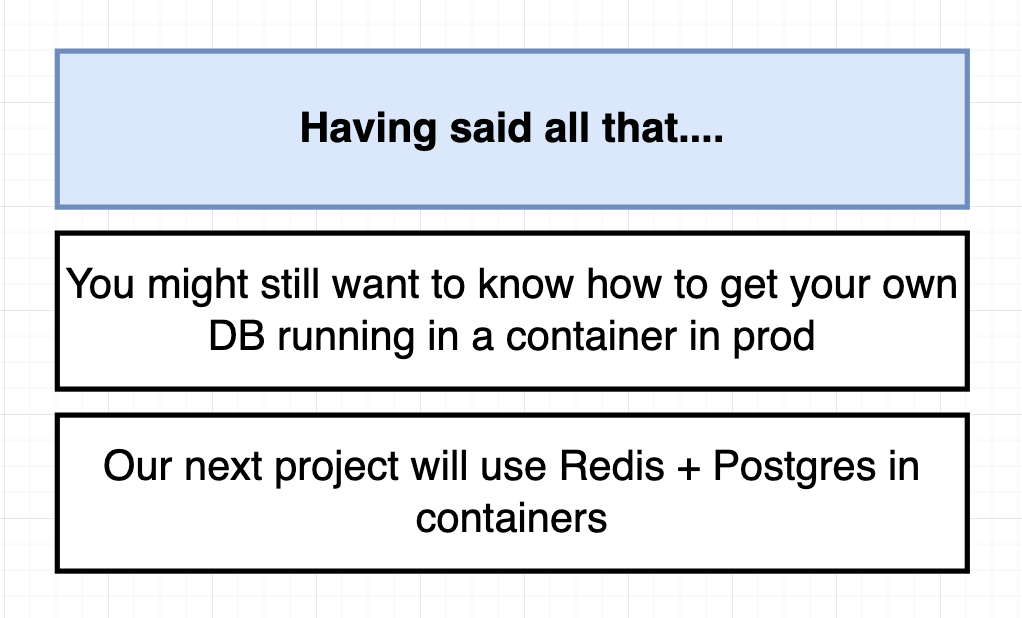 Having said all that....
You might still want to know how to get your own
DB running in a container in prod
Our next project will use Redis + Postgres in
containers